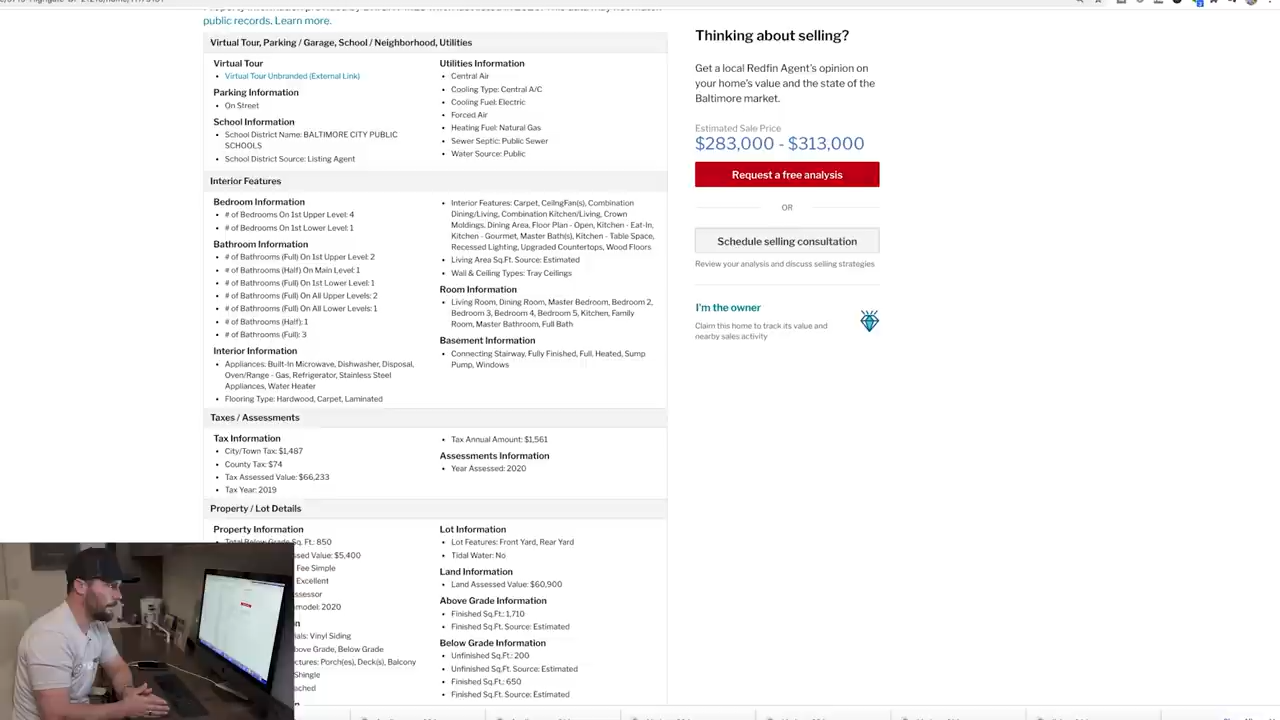 public records. Learn more.
Virtual Tour, Parking / Garage, School / Neighborhood, Utilities
Virtual Tour
Virtual Tour Unbranded (External Link)
Parking Information
On Street
School Information
School District Name: BALTIMORE CITY PUBLIC
SCHOOLS
School District Source: Listing Agent
Utilities Information
Central Air
Cooling Type: Central A/C
Cooling Fuel: Electric
Forced Air
Heating Fuel: Natural Gas
Sewer Septic: Public Sewer
Water Source: Public
Interior Features
Bedroom Information
# of Bedrooms On 1st Upper Level: 4
# of Bedrooms On 1st Lower Level: 1
Bathroom Information
# of Bathrooms (Full) On 1st Upper Level: 2
# of Bathrooms (Half) On Main Level: 1
# of Bathrooms (Full) On 1st Lower Level: 1
# of Bathrooms (Full) On All Upper Levels: 2
# of Bathrooms (Full) On All Lower Levels: 1
# of Bathrooms (Half): 1
# of Bathrooms (Full): 3
Interior Information
Appliances: Built-In Microwave, Dishwasher, Disposal,
Oven/Range - Gas, Refrigerator, Stainless Steel
Appliances, Water Heater
Flooring Type: Hardwood, Carpet, Laminated
Interior Features: Carpet, CeilngFan(s), Combination
Dining/Living, Combination Kitchen/Living, Crown
Moldings, Dining Area, Floor Plan - Open, Kitchen - Eat-In,
Kitchen - Gourmet, Master Bath(s), Kitchen - Table Space,
Recessed Lighting, Upgraded Countertops, Wood Floors
Living Area Sq.Ft. Source: Estimated
Wall & Ceiling Types: Tray Ceilings
Room Information
Living Room, Dining Room, Master Bedroom, Bedroom 2,
Bedroom 3, Bedroom 4, Bedroom 5, Kitchen, Family
Room, Master Bathroom, Full Bath
Basement Information
Connecting Stairway, Fully Finished, Full, Heated, Sump
Pump, Windows
Taxes / Assessments
Tax Information
City/Town Tax: $1,487
County Tax: $74
Tax Assessed Value: $66,233
Tax Year: 2019
Tax Annual Amount: $1,561
Assessments Information
Year Assessed: 2020
Property / Lot Details
Property Information
Total Below Grade Sq. Ft.: 850
ssed Value: $5,400
Fee Simple
Excellent
ssessor
model: 2020
n
ials: Vinyl Siding
bove Grade, Below Grade
ctures: Porch(es), Deck(s), Balcony
Shingle
ached
Lot Information
Lot Features: Front Yard, Rear Yard
Tidal Water: No
Land Information
Land Assessed Value: $60,900
Above Grade Information
Finished Sq.Ft.: 1,710
Finished Sq.Ft. Source: Estimated
Below Grade Information
Unfinished Sq.Ft.: 200
Unfinished Sq.Ft. Source: Estimated
Finished Sq.Ft.: 650
Finished Sq.Ft. Source: Estimated
Thinking about selling?
Get a local Redfin Agent's opinion on
your home's value and the state of the
Baltimore market.
Estimated Sale Price
$283,000 - $313,000
Request a free analysis
OR
Schedule selling consultation
Review your analysis and discuss selling strategies
I'm the owner
Claim this home to track its value and
nearby sales activity